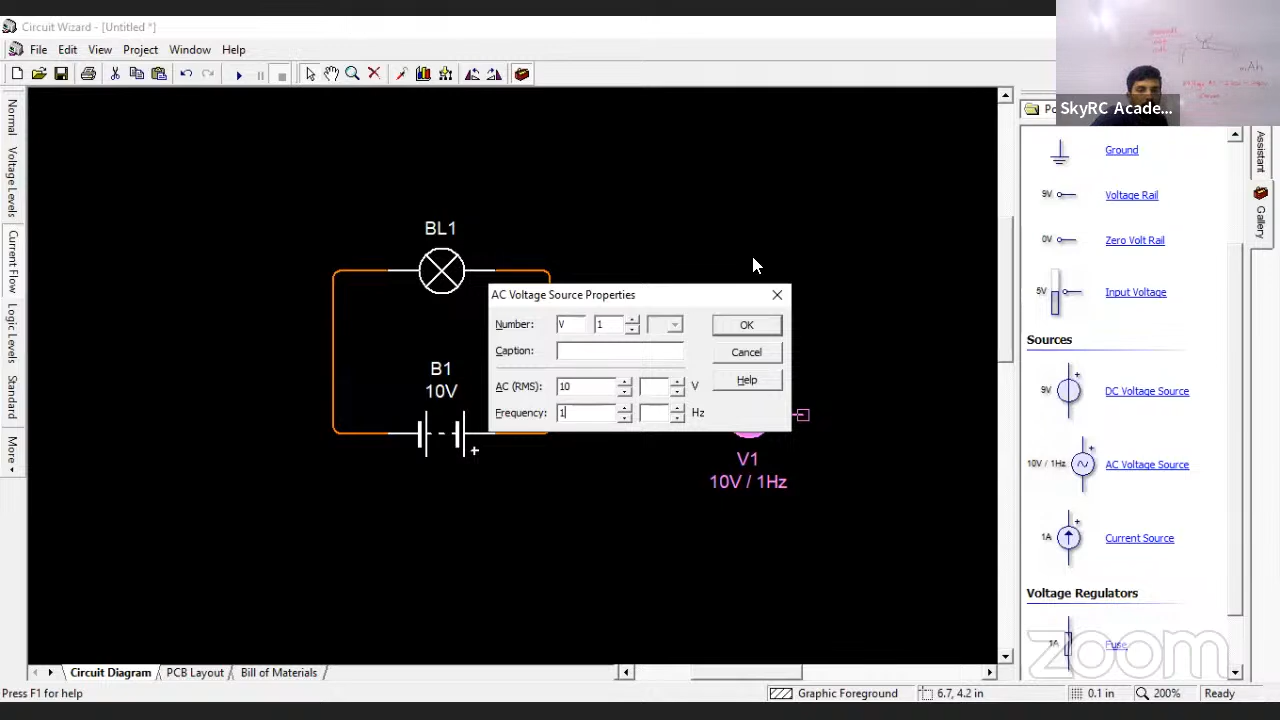 Circuit Wizard - [Untitled *]
File Edit View Project Window Help
SkyRC Acade...
mAh
Normal
Voltage Levels
Current Flow
Logic Levels
Standard
More
BL1
B1
10V
+
AC Voltage Source Properties
Number: V 1
OK
Caption:
Cancel
AC (RMS): 10 V
Help
Frequency: 1 Hz
V1
10V / 1Hz
Ground
9V Voltage Rail
0V Zero Volt Rail
5V Input Voltage
Sources
9V + DC Voltage Source
10V / 1Hz + AC Voltage Source
1A + Current Source
Voltage Regulators
1A Fuse
zoom
Assistant
Gallery
Circuit Diagram PCB Layout Bill of Materials
Press F1 for help
Graphic Foreground 6.7, 4.2 in 0.1 in 200% Ready